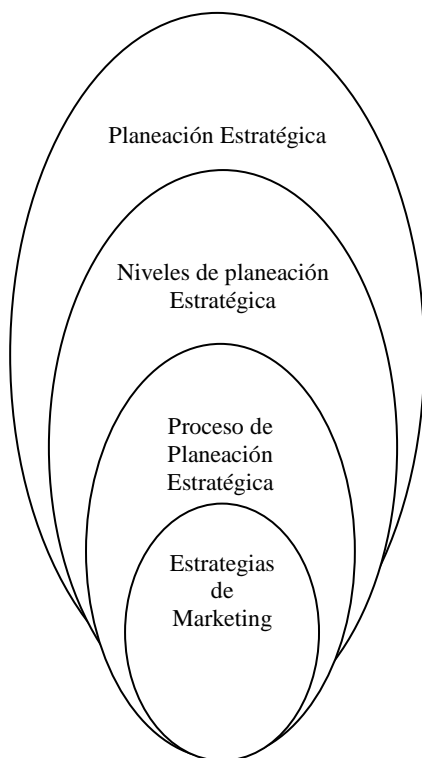 Planeación Estratégica
Niveles de planeación
Estratégica
Proceso de
Planeación
Estratégica
Estrategias
de
Marketing